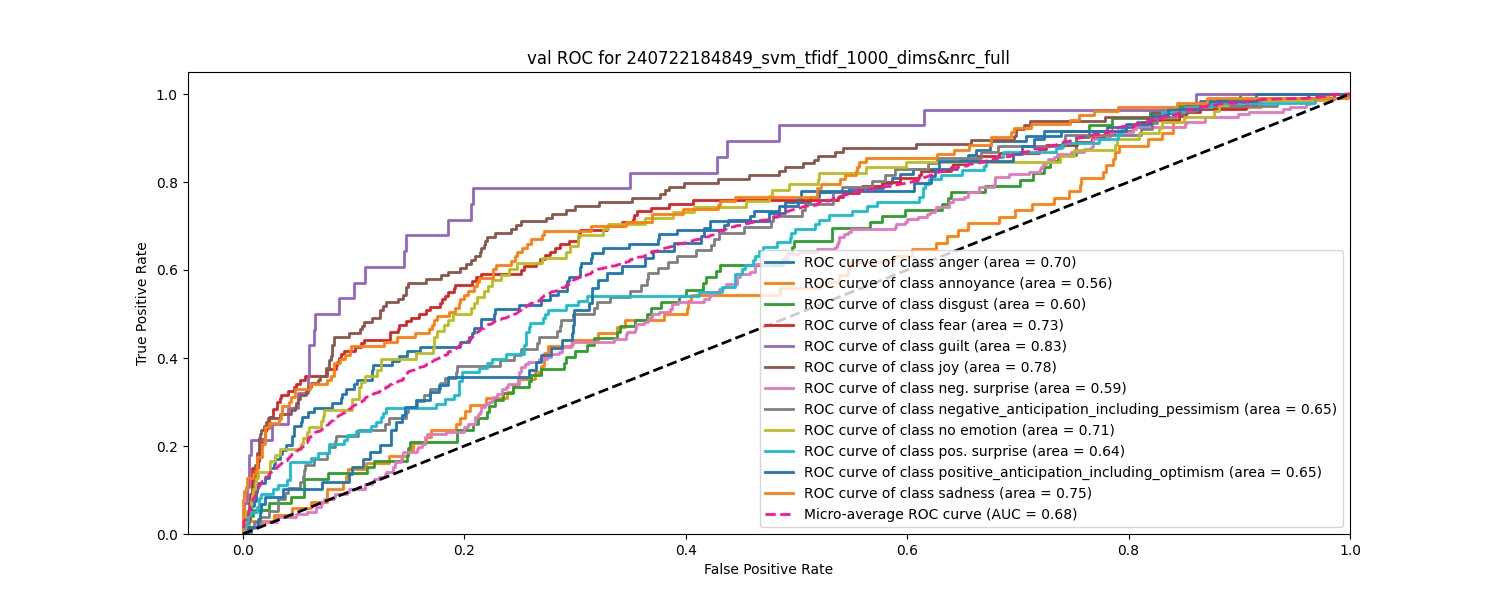 val ROC for 240722184849_svm_tfidf_1000_dims&nrc_full
True Positive Rate
1.0
0.8
0.6
0.4
0.2
0.0
ROC curve of class anger (area = 0.70)
ROC curve of class annoyance (area = 0.56)
ROC curve of class disgust (area = 0.60)
ROC curve of class fear (area = 0.73)
ROC curve of class guilt (area = 0.83)
ROC curve of class joy (area = 0.78)
ROC curve of class neg. surprise (area = 0.59)
ROC curve of class negative_anticipation_including_pessimism (area = 0.65)
ROC curve of class no emotion (area = 0.71)
ROC curve of class pos. surprise (area = 0.64)
ROC curve of class positive_anticipation_including_optimism (area = 0.65)
ROC curve of class sadness (area = 0.75)
Micro-average ROC curve (AUC = 0.68)
0.0 0.2 0.4 0.6 0.8 1.0
False Positive Rate